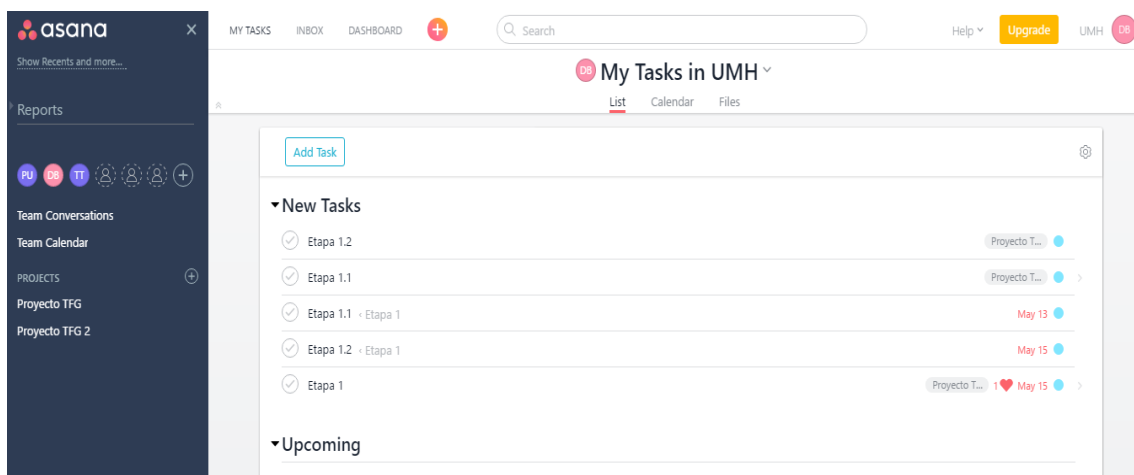 asana
Show Recents and more...
Reports
PU DB TT
Team Conversations
Team Calendar
PROJECTS
Proyecto TFG
Proyecto TFG 2
MY TASKS INBOX DASHBOARD Search Help Upgrade UMH DB
DB My Tasks in UMH
List Calendar Files
Add Task
New Tasks
Etapa 1.2 Proyecto T...
Etapa 1.1 Proyecto T...
Etapa 1.1 ‹ Etapa 1 May 13
Etapa 1.2 ‹ Etapa 1 May 15
Etapa 1 Proyecto T... 1 May 15
Upcoming